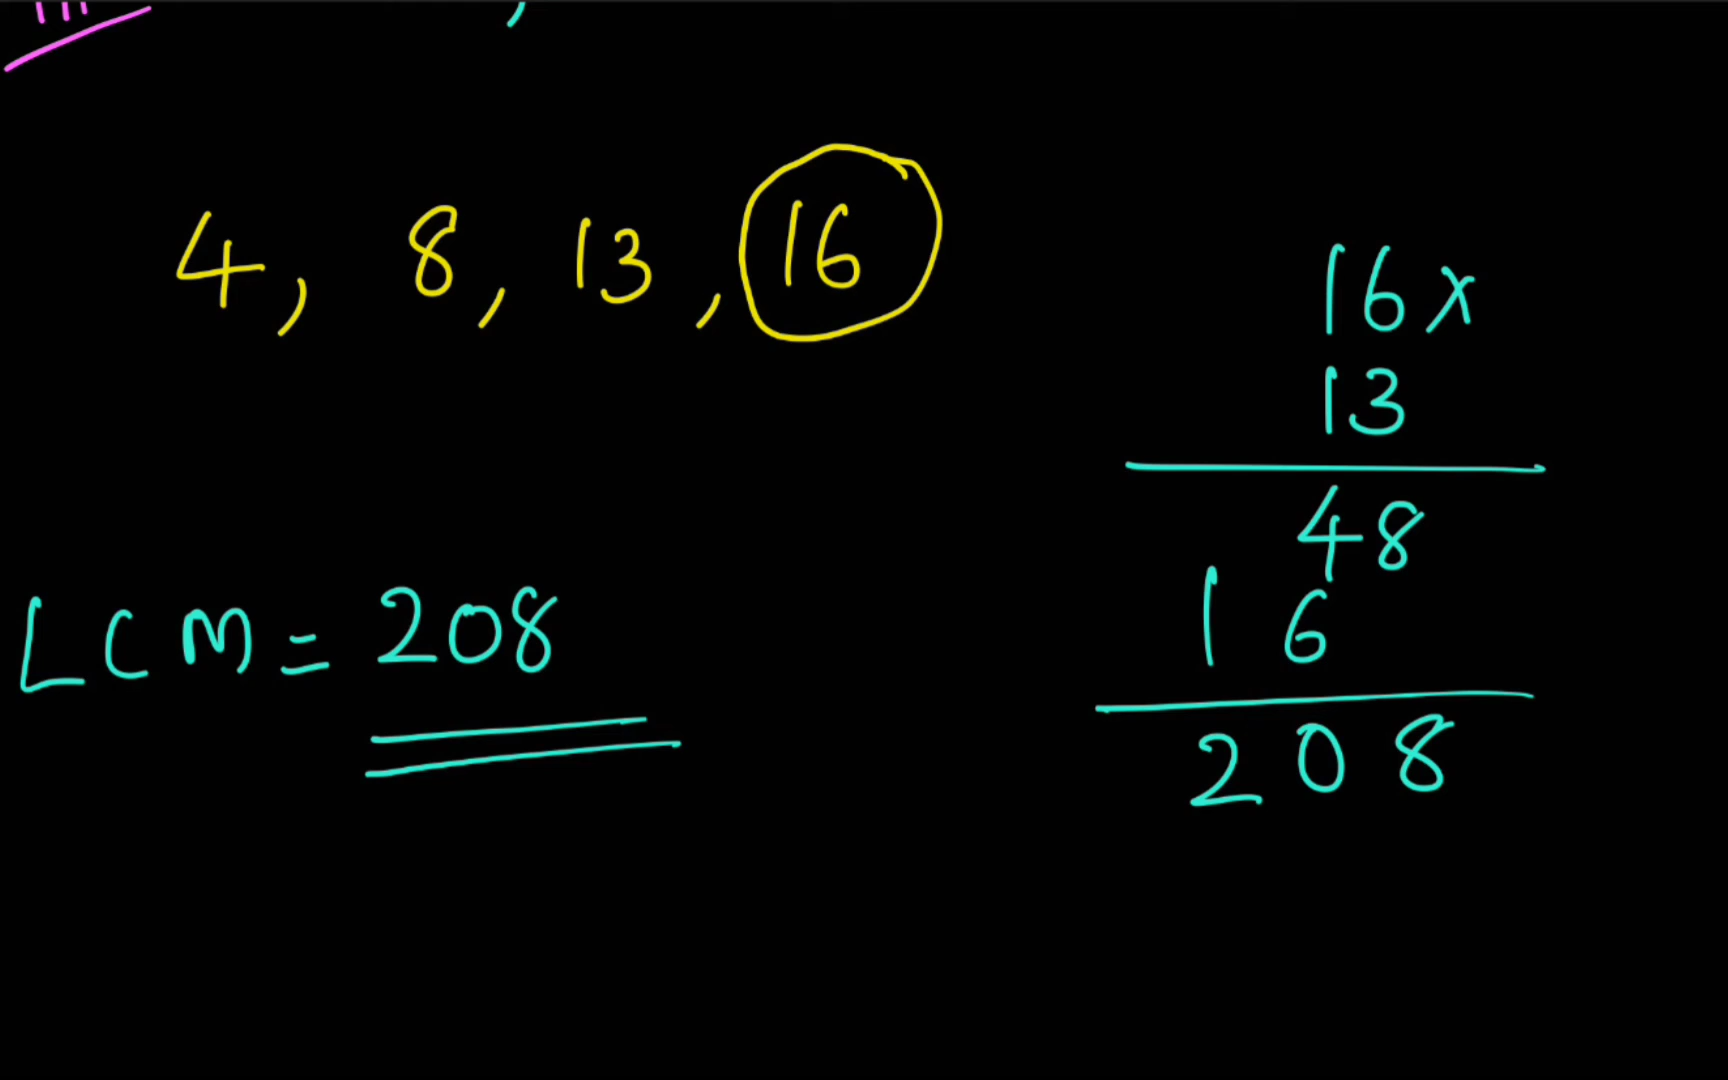 4, 8, 13, 16
16x
13
48
16
208
LCM = 208